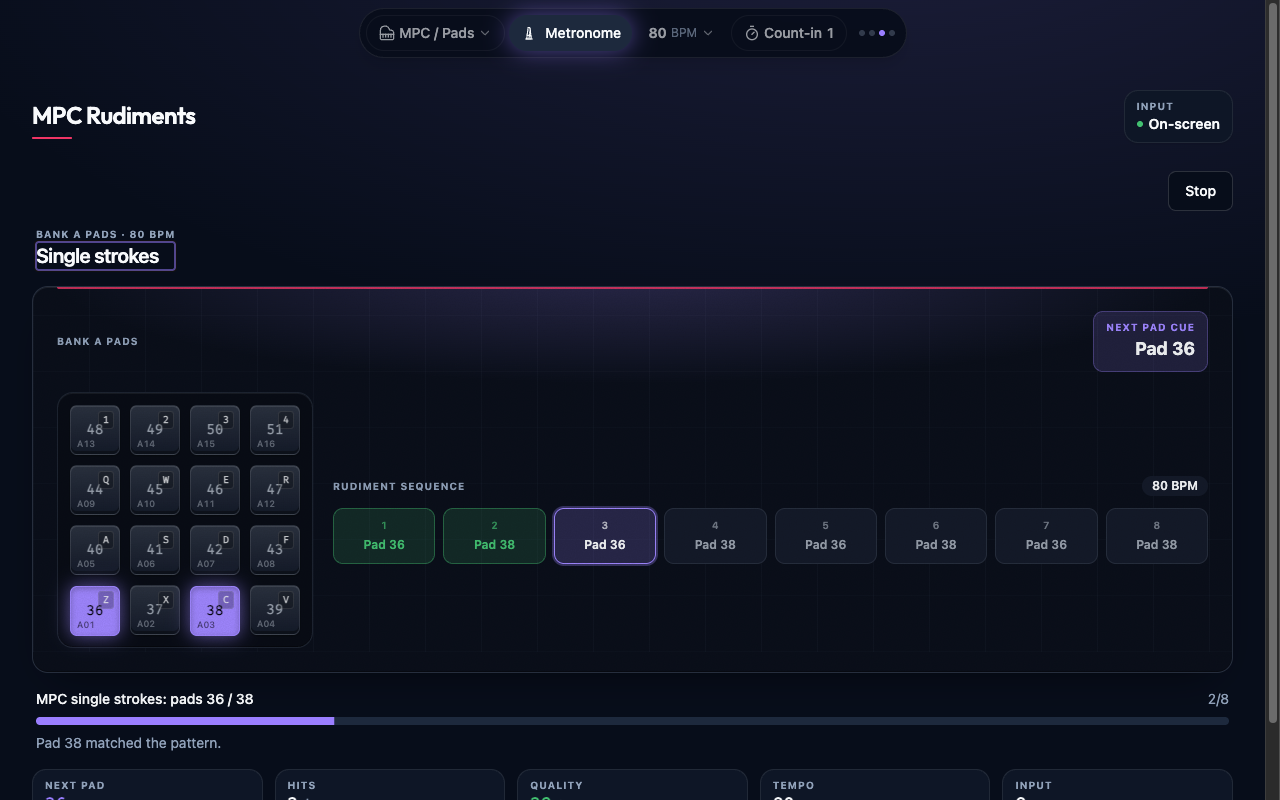 MPC / Pads Metronome 80 BPM Count-in 1
MPC Rudiments
INPUT
On-screen
Stop
BANK A PADS · 80 BPM
Single strokes
BANK A PADS
NEXT PAD CUE
Pad 36
48 1 A13 49 2 A14 50 3 A15 51 4 A16
44 Q A09 45 W A10 46 E A11 47 R A12
40 A A05 41 S A06 42 D A07 43 F A08
36 Z A01 37 X A02 38 C A03 39 V A04
RUDIMENT SEQUENCE 80 BPM
1 2 3 4 5 6 7 8
Pad 36 Pad 38 Pad 36 Pad 38 Pad 36 Pad 38 Pad 36 Pad 38
MPC single strokes: pads 36 / 38 2/8
Pad 38 matched the pattern.
NEXT PAD HITS QUALITY TEMPO INPUT